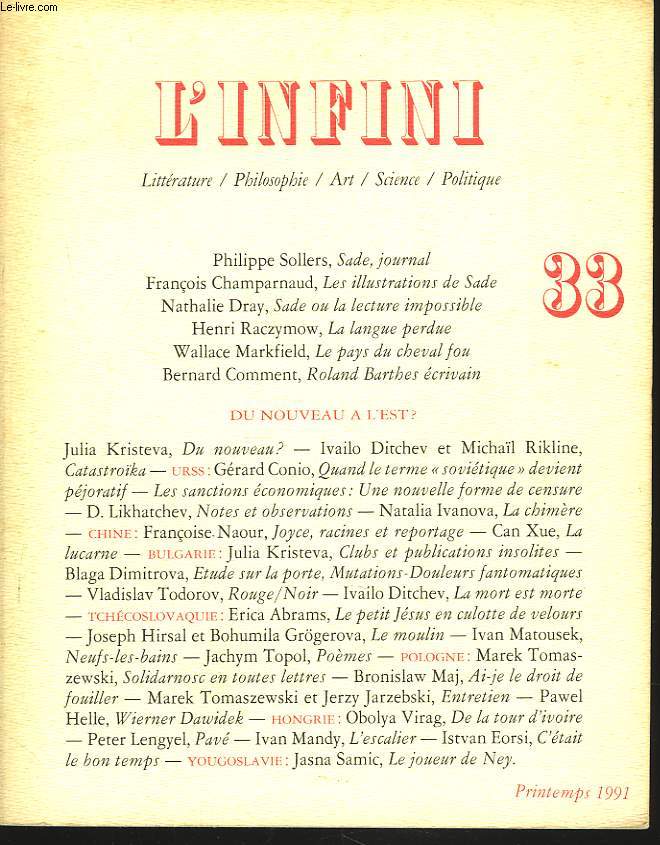 Le-livre.com
L'INFINI
Littérature / Philosophie / Art / Science / Politique
33
Philippe Sollers, Sade, journal
François Champarnaud, Les illustrations de Sade
Nathalie Dray, Sade ou la lecture impossible
Henri Raczymow, La langue perdue
Wallace Markfield, Le pays du cheval fou
Bernard Comment, Roland Barthes écrivain
DU NOUVEAU A L'EST?
Julia Kristeva, Du nouveau? — Ivailo Ditchev et Michaïl Rikline,
Catastroïka — URSS: Gérard Conio, Quand le terme « soviétique » devient
péjoratif — Les sanctions économiques: Une nouvelle forme de censure
— D. Likhatchev, Notes et observations — Natalia Ivanova, La chimère
— CHINE: Françoise Naour, Joyce, racines et reportage — Can Xue, La
lucarne — BULGARIE: Julia Kristeva, Clubs et publications insolites —
Blaga Dimitrova, Etude sur la porte, Mutations-Douleurs fantomatiques
— Vladislav Todorov, Rouge/Noir — Ivaïlo Ditchev, La mort est morte
— TCHÉCOSLOVAQUIE: Erica Abrams, Le petit Jésus en culotte de velours
— Joseph Hirsal et Bohumila Grögerova, Le moulin — Ivan Matousek,
Neufs-les-bains — Jachym Topol, Poèmes — POLOGNE: Marek Tomas-
zewski, Solidarnosc en toutes lettres — Bronislaw Maj, Ai-je le droit de
fouiller — Marek Tomaszewski et Jerzy Jarzebski, Entretien — Pawel
Helle, Wierner Dawidek — HONGRIE: Obolya Virag, De la tour d'ivoire
— Peter Lengyel, Pavé — Ivan Mandy, L'escalier — Istvan Eorsi, C'était
le bon temps — YOUGOSLAVIE: Jasna Samic, Le joueur de Ney.
Printemps 1991